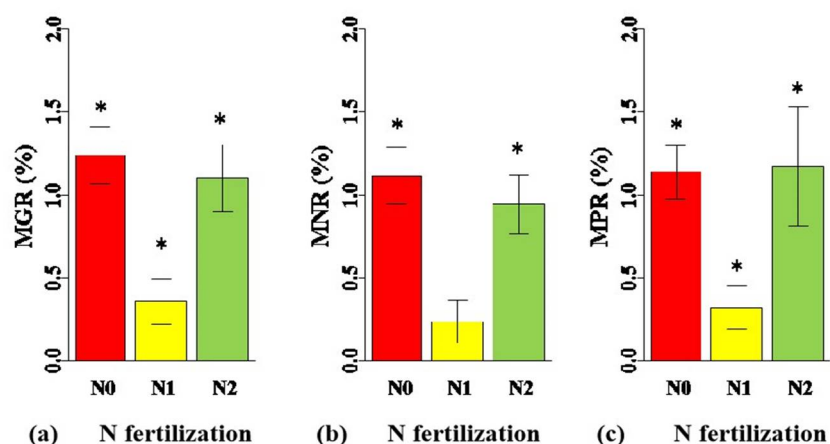 2.0
1.5
1.0
0.5
0.0
MGR (%)
*
*
*
N0 N1 N2
(a) N fertilization
2.0
1.5
1.0
0.5
0.0
MNR (%)
*
*
N0 N1 N2
(b) N fertilization
2.0
1.5
1.0
0.5
0.0
MPR (%)
*
*
*
N0 N1 N2
(c) N fertilization